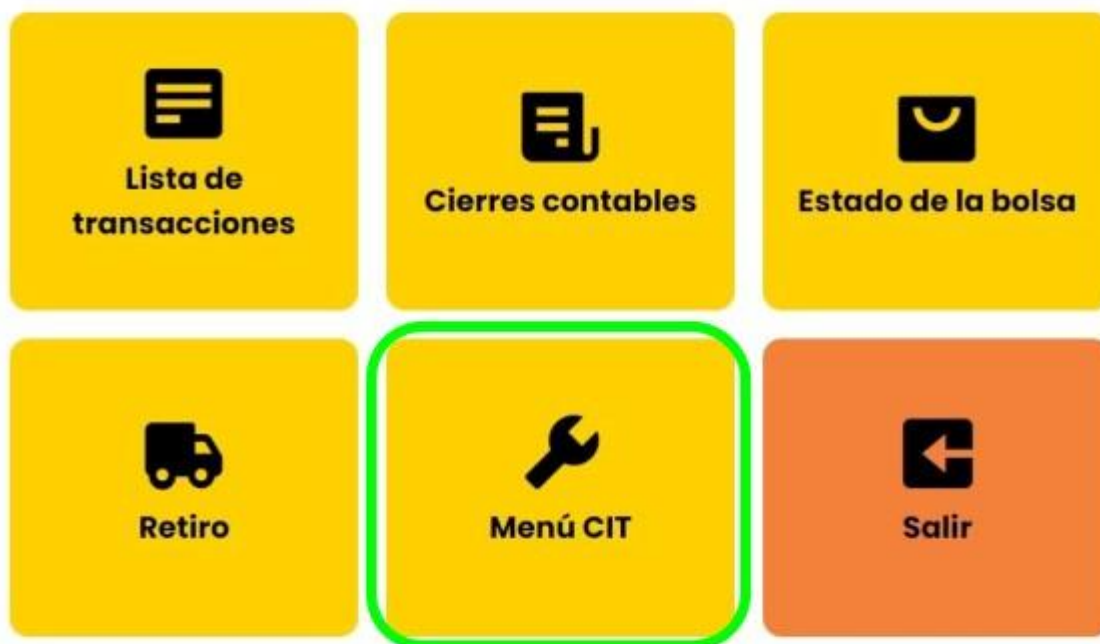 Lista de
transacciones
Cierres contables
Estado de la bolsa
Retiro
Menú CIT
Salir